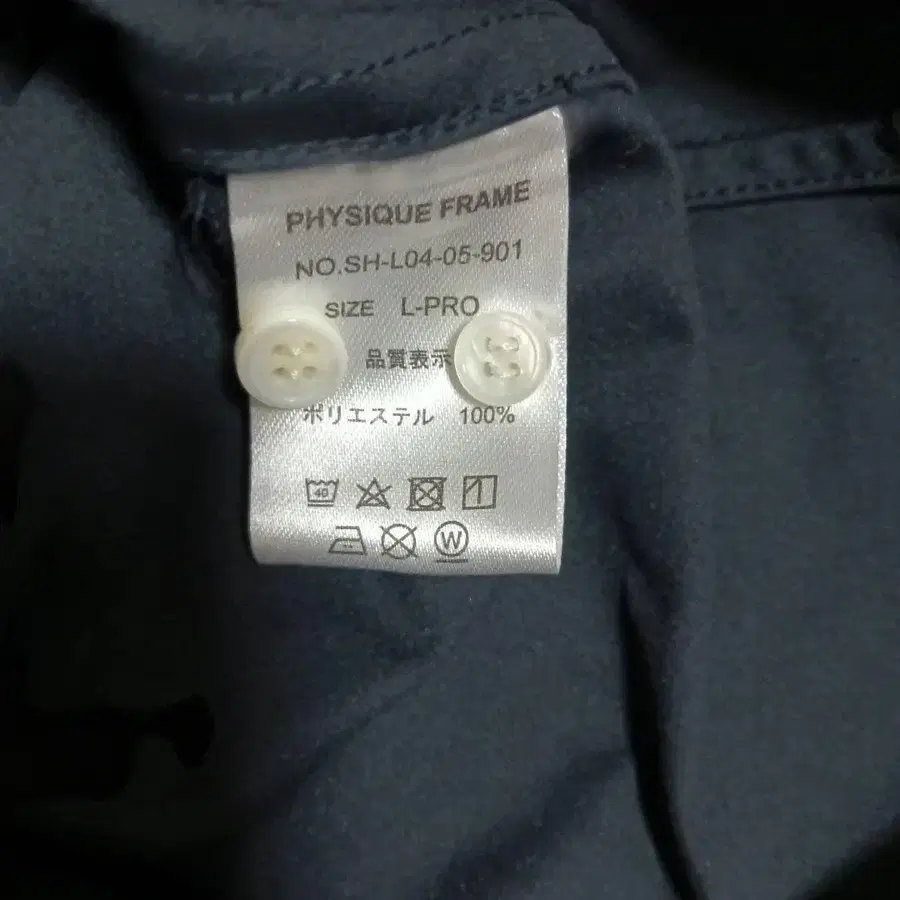 PHYSIQUE FRAME
NO.SH-L04-05-901
SIZE L-PRO
品質表示
ポリエステル 100%
40
W